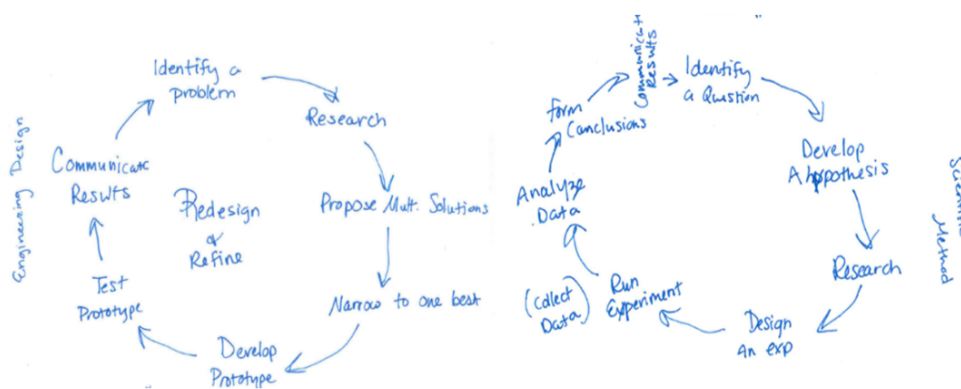 Engineering Design
Identify a
problem
Research
Propose Mult. Solutions
Narrow to one best
Develop
Prototype
Test
Prototype
Communicate
Results
Redesign
&
Refine
Identify
a Question
Develop
A hypothesis
Research
Design
An exp
Run
Experiment
(collect
Data)
Analyze
Data
form
Conclusions
Communicat
Results
Method